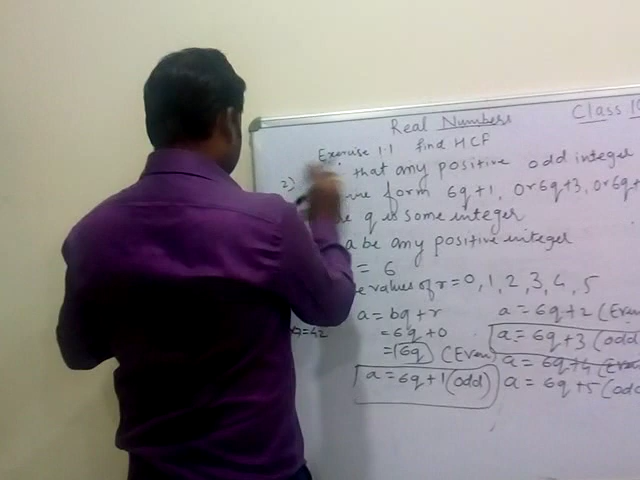 Real Numbers Class 10
Exercise 1.1 find HCF
2) that any positive odd integer
form 6q+1, or 6q+3, or 6q+
q is some integer
a be any positive integer
= 6
values of r = 0, 1, 2, 3, 4, 5
a = bq + r a = 6q + 2 (Even
= 6q + 0 a = 6q + 3 (odd
= 6q (Even) a = 6q + 4 (Even
a = 6q + 1 (odd) a = 6q + 5 (odd
=42